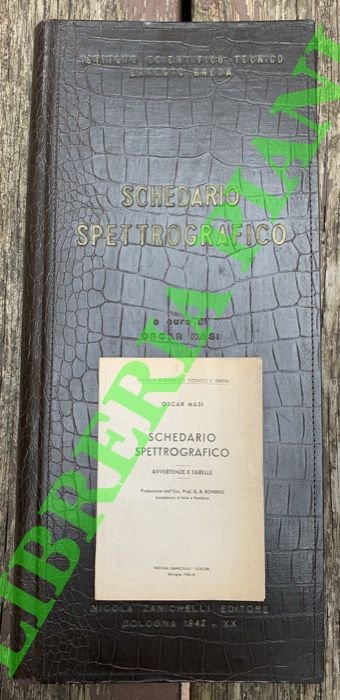 ISTITUTO SCIENTIFICO TECNICO
ERNESTO BREDA
SCHEDARIO
SPETTROGRAFICO
a cura di
OSCAR MASI
ISTITUTO SCIENTIFICO TECNICO E. BREDA
OSCAR MASI
SCHEDARIO
SPETTROGRAFICO
AVVERTENZE E TABELLE
Prefazione dell'Ecc. Prof. G. B. BONINO
Accademico d'Italia e Presidente
NICOLA ZANICHELLI - EDITORE
Bologna
NICOLA ZANICHELLI EDITORE
BOLOGNA 1942 - XX
LIBRERIA PIANI